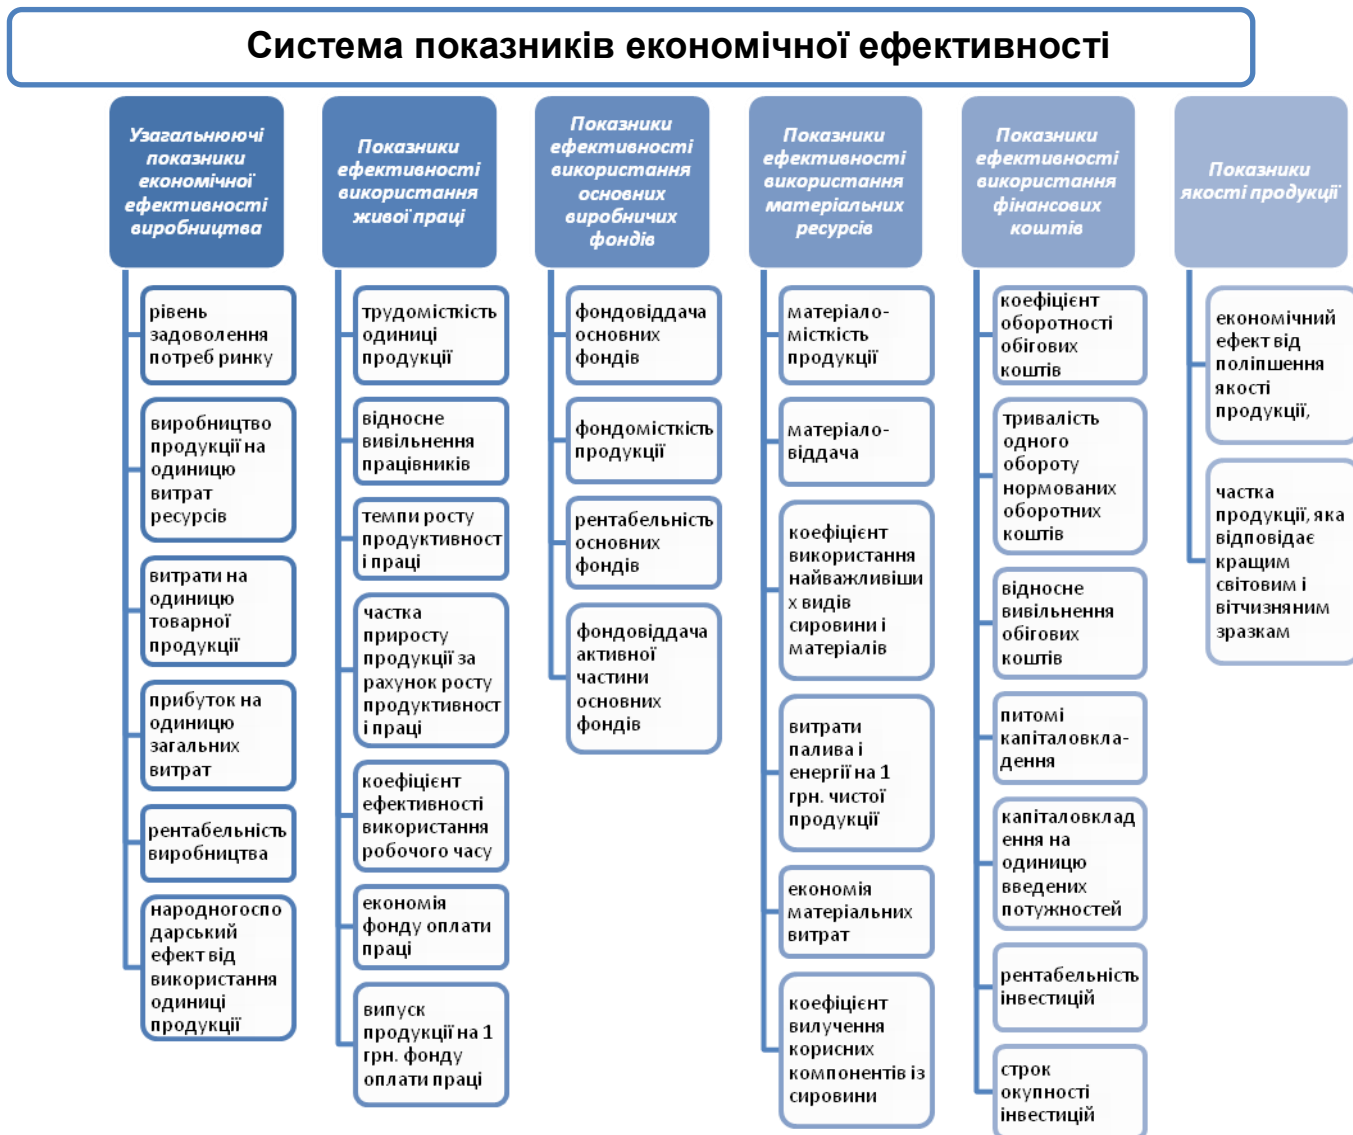 Система показників економічної ефективності
Узагальнюючі
показники
економічної
ефективності
виробництва
рівень
задоволення
потреб ринку
виробництво
продукції на
одиницю
витрат
ресурсів
витрати на
одиницю
товарної
продукції
прибуток на
одиницю
загальних
витрат
рентабельність
виробництва
народногоспо
дарський
ефект від
використання
одиниці
продукції
Показники
ефективності
використання
живої праці
трудомісткість
одиниці
продукції
відносне
вивільнення
працівників
темпи росту
продуктивност
і праці
частка
приросту
продукції за
рахунок росту
продуктивност
і праці
коефіцієнт
ефективності
використання
робочого часу
економія
фонду оплати
праці
випуск
продукції на 1
грн. фонду
оплати праці
Показники
ефективності
використання
основних
виробничих
фондів
фондовіддача
основних
фондів
фондомісткість
продукції
рентабельність
основних
фондів
фондовіддача
активної
частини
основних
фондів
Показники
ефективності
використання
матеріальних
ресурсів
матеріало-
місткість
продукції
матеріало-
віддача
коефіцієнт
використання
найважливіши
х видів
сировини і
матеріалів
витрати
палива і
енергії на 1
грн. чистої
продукції
економія
матеріальних
витрат
коефіцієнт
вилучення
корисних
компонентів із
сировини
Показники
ефективності
використання
фінансових
коштів
коефіцієнт
оборотності
обігових
коштів
тривалість
одного
обороту
нормованих
оборотних
коштів
відносне
вивільнення
обігових
коштів
питомі
капіталовкла-
дення
капіталовклад
ення на
одиницю
введених
потужностей
рентабельність
інвестицій
строк
окупності
інвестицій
Показники
якості продукції
економічний
ефект від
поліпшення
якості
продукції,
частка
продукції, яка
відповідає
кращим
світовим і
вітчизняним
зразкам